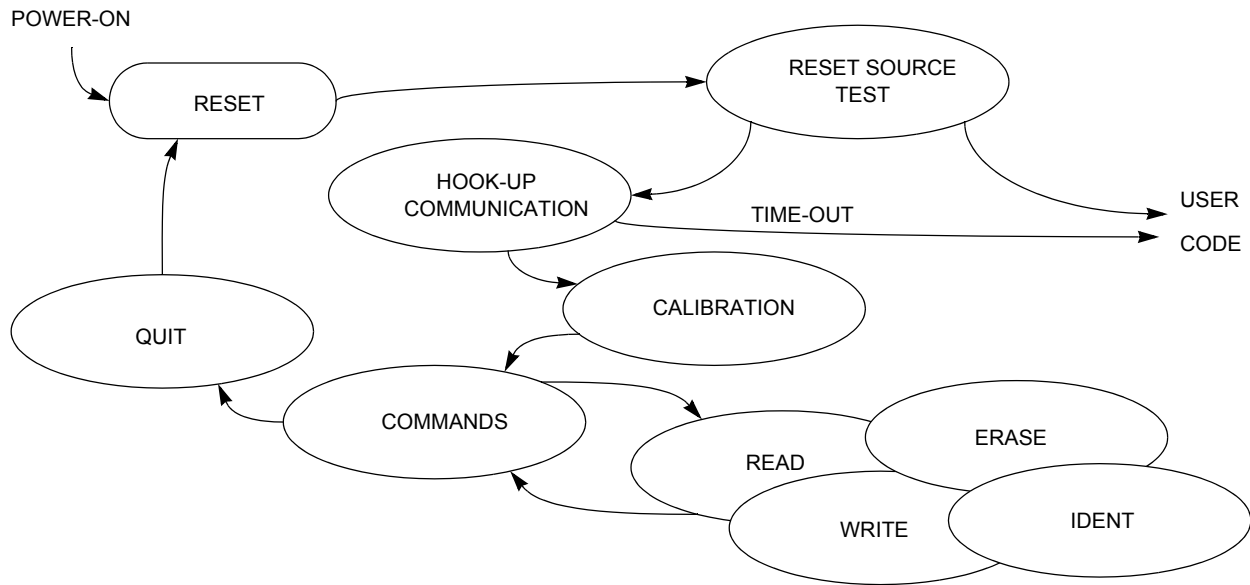 POWER-ON
RESET
RESET SOURCE
TEST
HOOK-UP
COMMUNICATION
TIME-OUT
USER
CODE
CALIBRATION
QUIT
COMMANDS
READ
ERASE
WRITE
IDENT